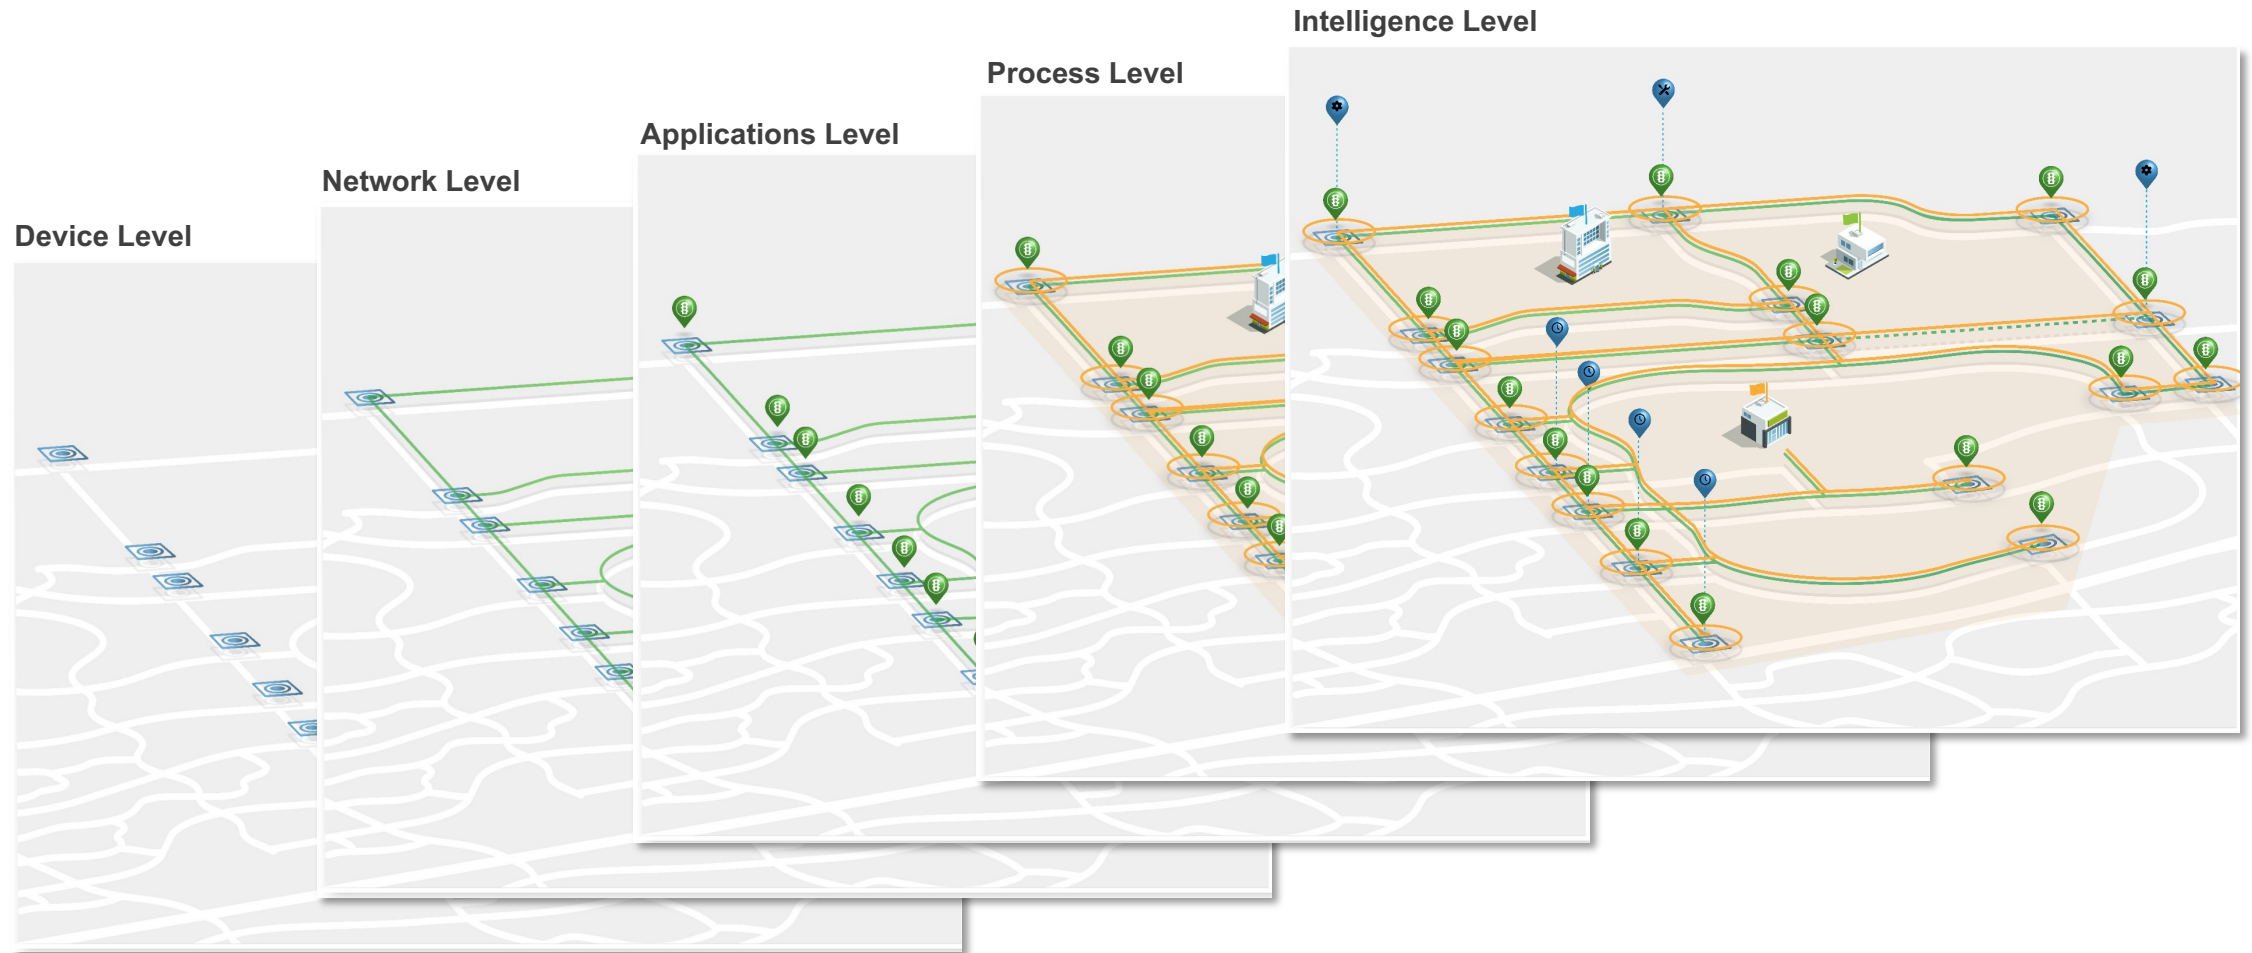 Intelligence Level
Process Level
Applications Level
Network Level
Device Level